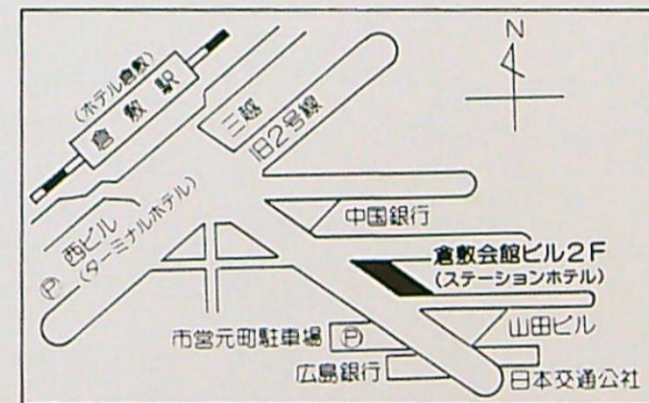 N
(ホテル倉敷)
倉敷駅
三越
旧2号線
中国銀行
西ビル
(ターミナルホテル)
P
倉敷会館ビル2F
(ステーションホテル)
山田ビル
市営元町駐車場
P
広島銀行
日本交通公社